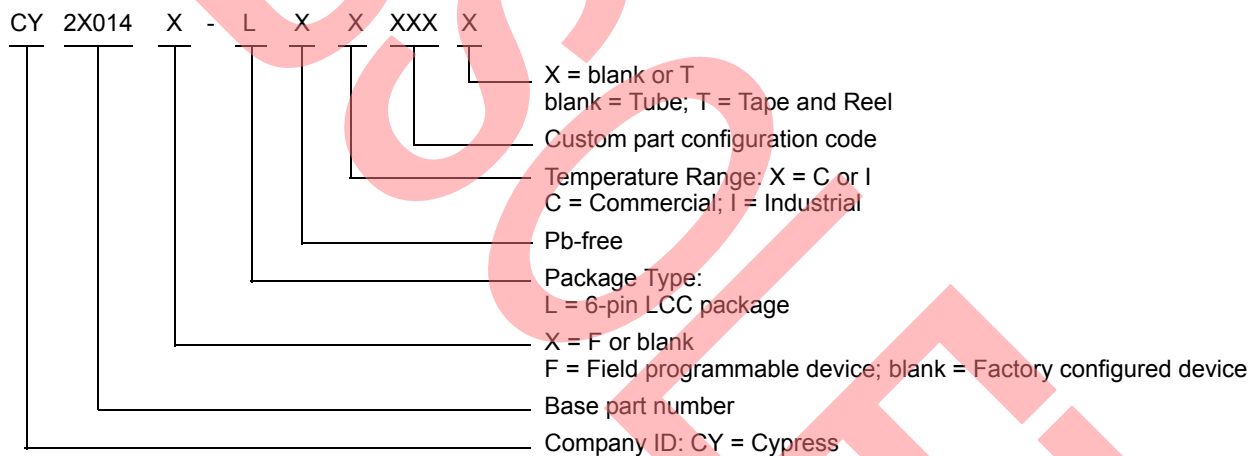 CY 2X014 X - L X X XXX X
X = blank or T
blank = Tube; T = Tape and Reel
Custom part configuration code
Temperature Range: X = C or I
C = Commercial; I = Industrial
Pb-free
Package Type:
L = 6-pin LCC package
X = F or blank
F = Field programmable device; blank = Factory configured device
Base part number
Company ID: CY = Cypress